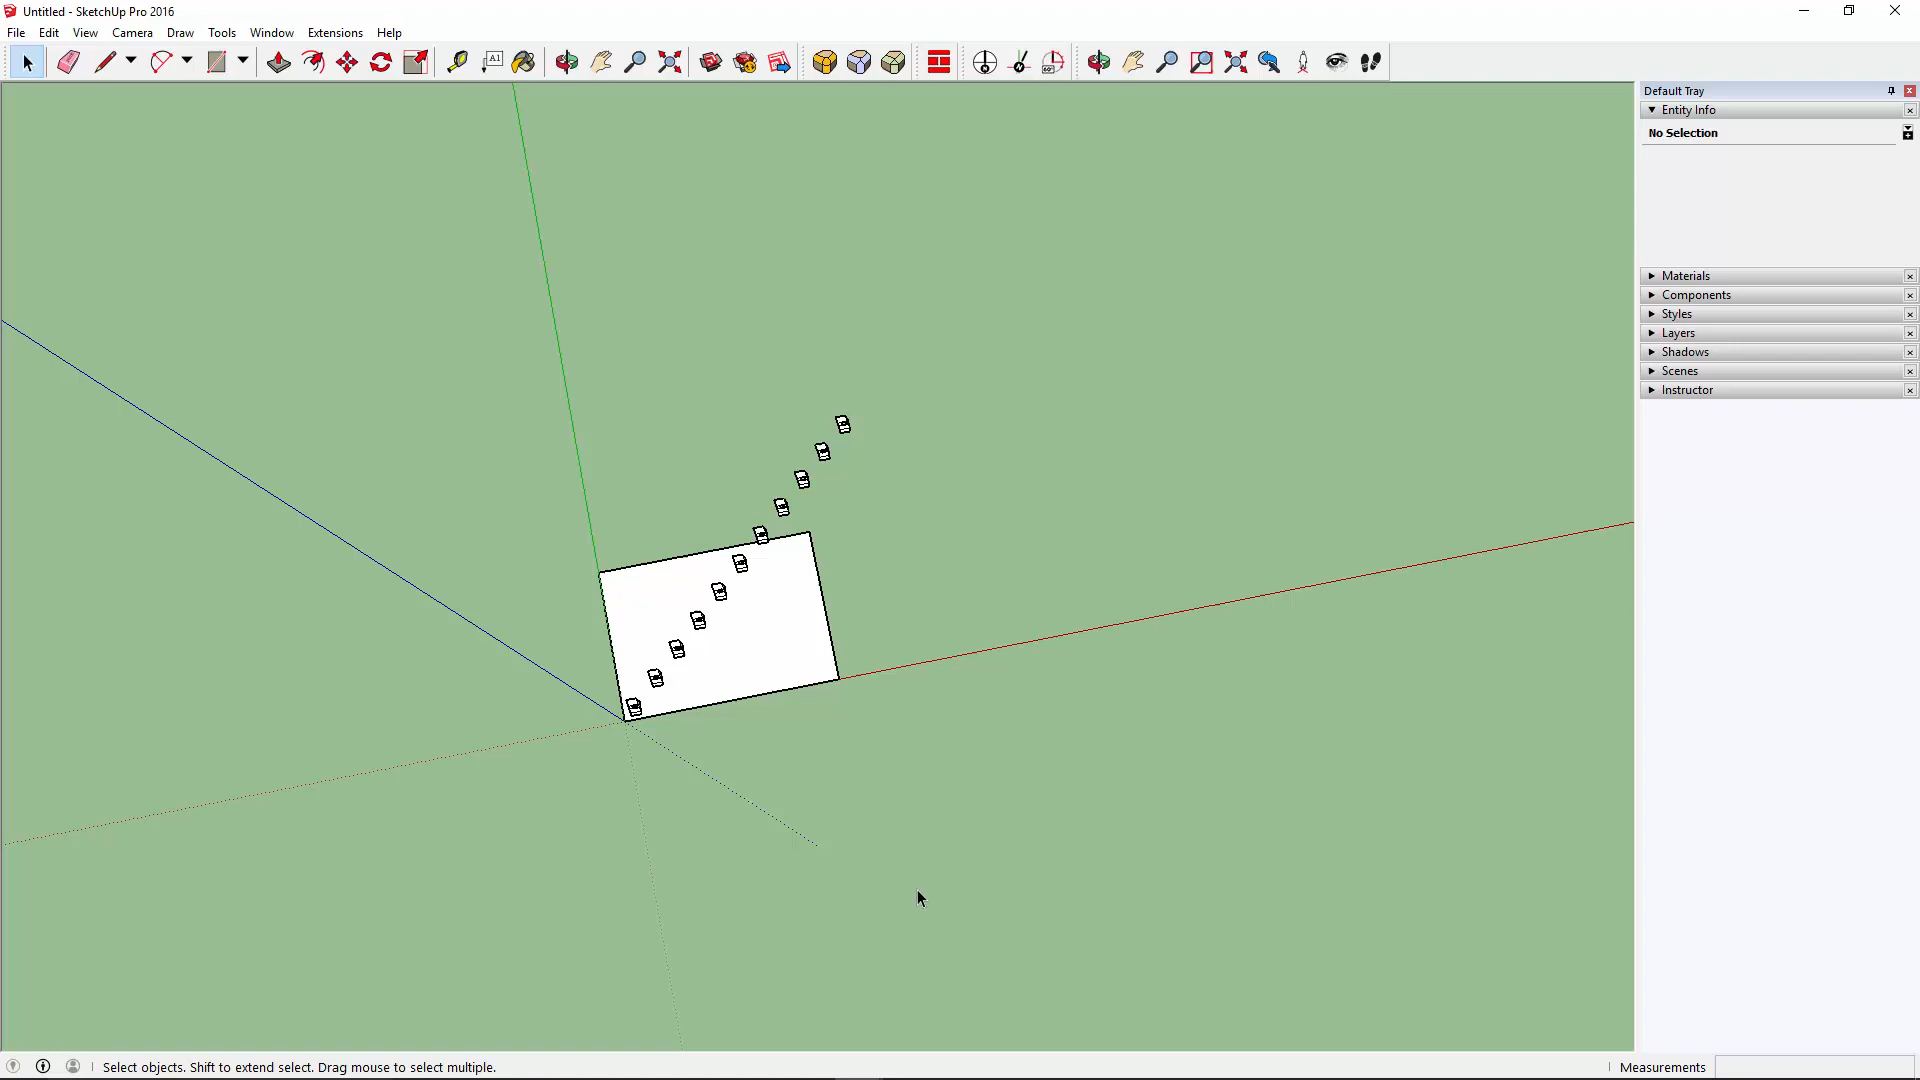 Untitled - SketchUp Pro 2016
File Edit View Camera Draw Tools Window Extensions Help
A1
Default Tray
Entity Info
No Selection
Materials
Components
Styles
Layers
Shadows
Scenes
Instructor
Select objects. Shift to extend select. Drag mouse to select multiple.
Measurements